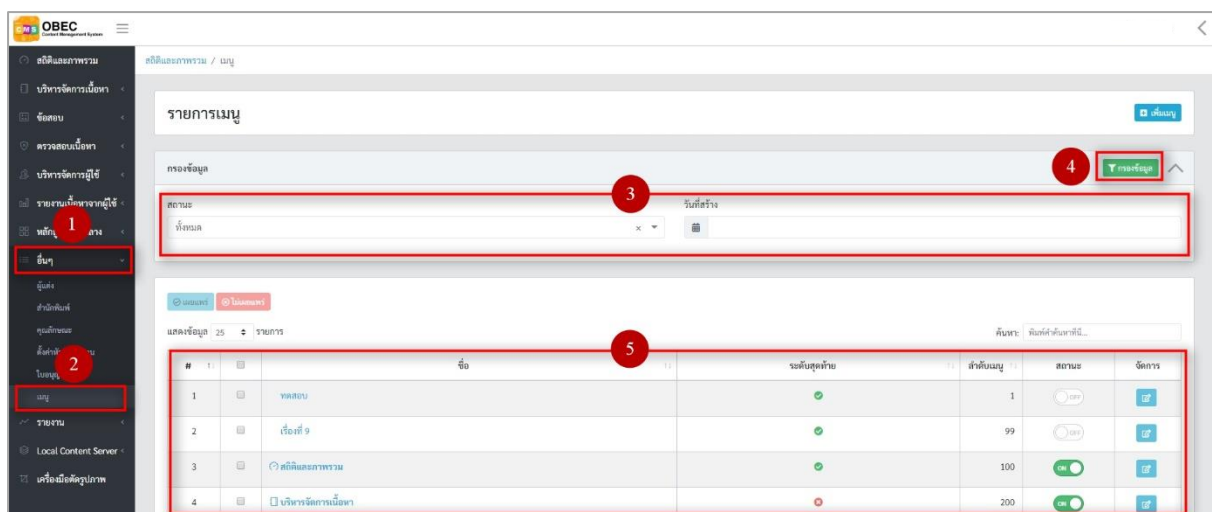 CMS OBEC
Content Management System
สถิติและภาพรวม
สถิติและภาพรวม / เมนู
บริหารจัดการเนื้อหา
รายการเมนู
เพิ่มเมนู
ข้อสอบ
ตรวจสอบเนื้อหา
กรองข้อมูล
4
กรองข้อมูล
บริหารจัดการผู้ใช้
3
รายงานเนื้อหาจากผู้ใช้
สถานะ
วันที่สร้าง
1
ทั้งหมด
อื่นๆ
ผู้แต่ง
สำนักพิมพ์
เผยแพร่
ไม่เผยแพร่
คุณลักษณะ
แสดงข้อมูล 25 รายการ
ค้นหา: พิมพ์คำค้นหาที่นี่...
2
5
# ชื่อ ระดับสุดท้าย ลำดับเมนู สถานะ จัดการ
เมนู
1 ทดสอบ 1 OFF
รายงาน
2 เรื่องที่ 9 99 OFF
Local Content Server
3 สถิติและภาพรวม 100 ON
เครื่องมือตัดรูปภาพ
4 บริหารจัดการเนื้อหา 200 ON